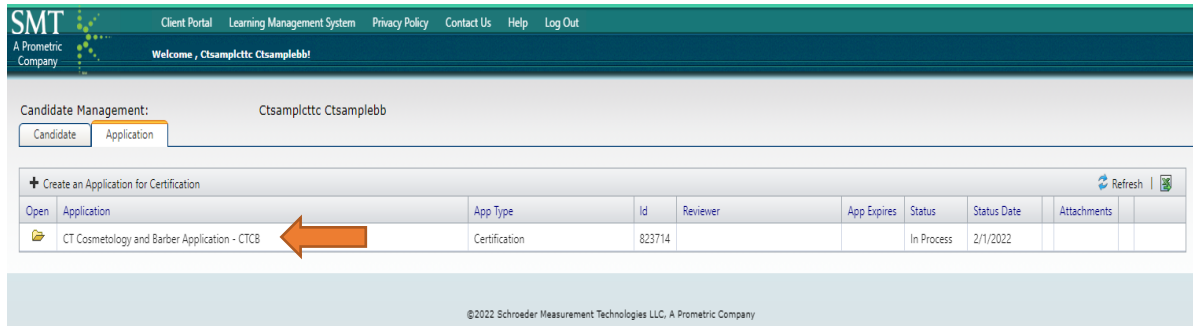 SMT
A Prometric
Company
Client Portal Learning Management System Privacy Policy Contact Us Help Log Out
Welcome , Ctsamplcttc Ctsamplebb!
Candidate Management: Ctsamplcttc Ctsamplebb
Candidate Application
+ Create an Application for Certification Refresh |
Open Application App Type Id Reviewer App Expires Status Status Date Attachments
CT Cosmetology and Barber Application - CTCB Certification 823714 In Process 2/1/2022
©2022 Schroeder Measurement Technologies LLC, A Prometric Company